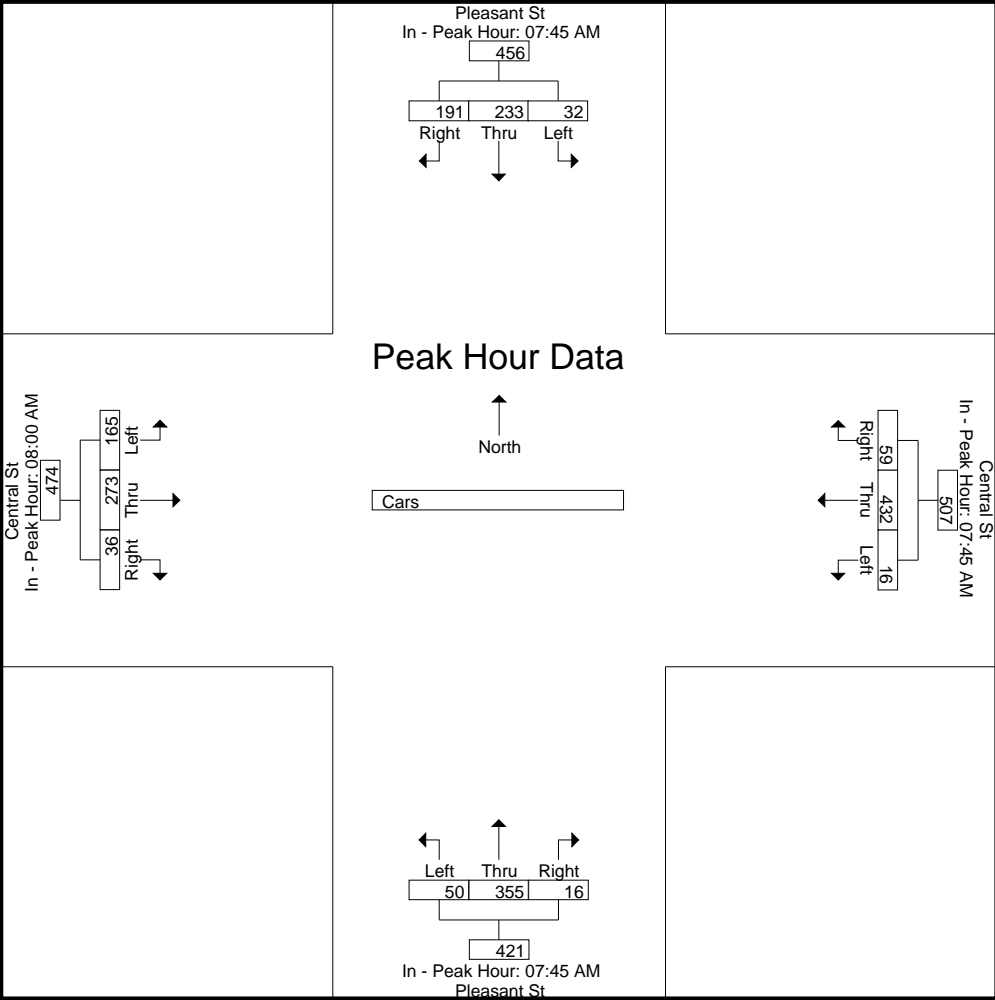 Pleasant St
In - Peak Hour: 07:45 AM
456
191 233 32
Right Thru Left
Peak Hour Data
North
Cars
Central St
In - Peak Hour: 08:00 AM
474
165 273 36
Left Thru Right
Central St
In - Peak Hour: 07:45 AM
507
59 432 16
Right Thru Left
Left Thru Right
50 355 16
421
In - Peak Hour: 07:45 AM
Pleasant St